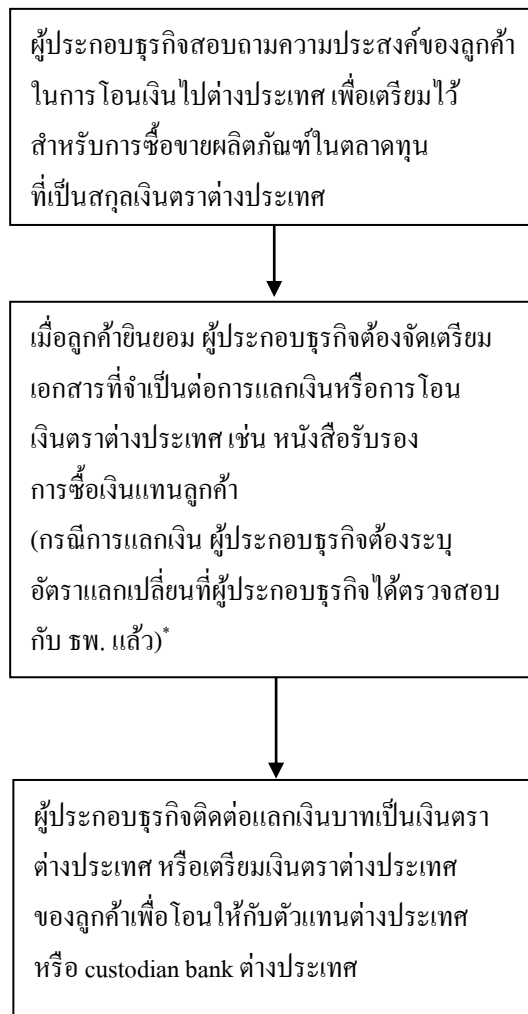 ผู้ประกอบธุรกิจสอบถามความประสงค์ของลูกค้า
ในการโอนเงินไปต่างประเทศ เพื่อเตรียมไว้
สำหรับการซื้อขายผลิตภัณฑ์ในตลาดทุน
ที่เป็นสกุลเงินตราต่างประเทศ
เมื่อลูกค้ายินยอม ผู้ประกอบธุรกิจต้องจัดเตรียม
เอกสารที่จำเป็นต่อการแลกเงินหรือการโอน
เงินตราต่างประเทศ เช่น หนังสือรับรอง
การซื้อเงินแทนลูกค้า
(กรณีการแลกเงิน ผู้ประกอบธุรกิจต้องระบุ
อัตราแลกเปลี่ยนที่ผู้ประกอบธุรกิจได้ตรวจสอบ
กับ ธพ. แล้ว)*
ผู้ประกอบธุรกิจติดต่อแลกเงินบาทเป็นเงินตรา
ต่างประเทศ หรือเตรียมเงินตราต่างประเทศ
ของลูกค้าเพื่อโอนให้กับตัวแทนต่างประเทศ
หรือ custodian bank ต่างประเทศ